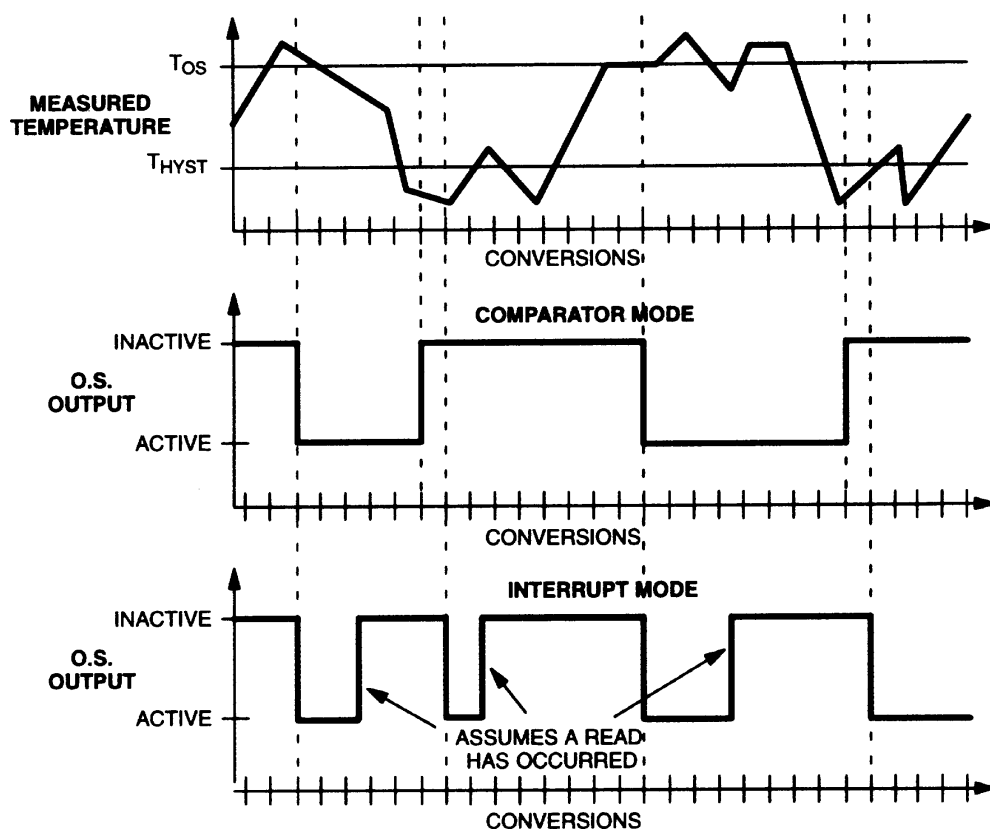 TOS
MEASURED
TEMPERATURE
THYST
CONVERSIONS
COMPARATOR MODE
INACTIVE
O.S.
OUTPUT
ACTIVE
CONVERSIONS
INTERRUPT MODE
INACTIVE
O.S.
OUTPUT
ACTIVE
ASSUMES A READ
HAS OCCURRED
CONVERSIONS